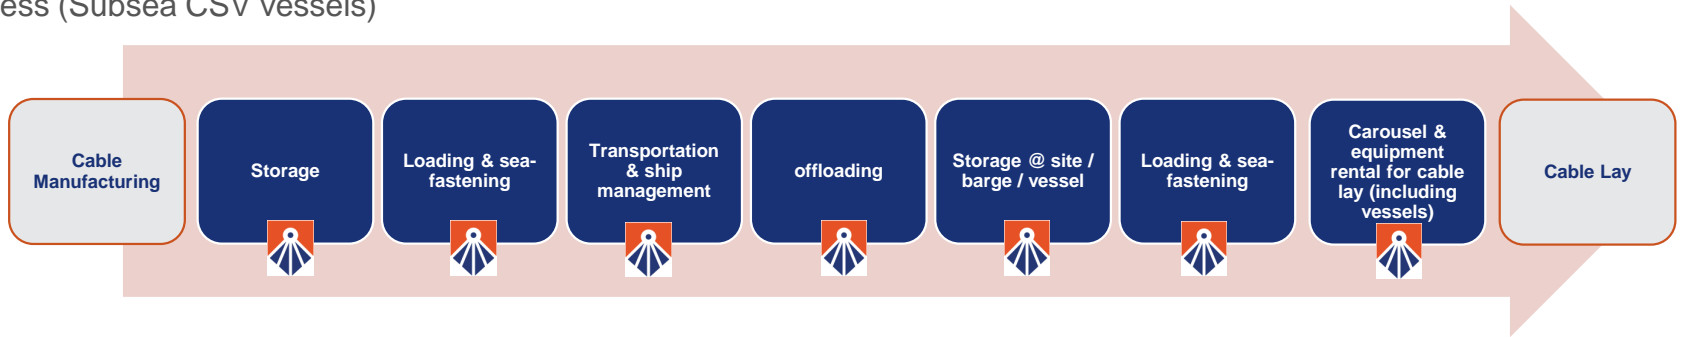 ess (Subsea CSV vessels)
Cable
Manufacturing
Storage
Loading & sea-
fastening
Transportation
& ship
management
offloading
Storage @ site /
barge / vessel
Loading & sea-
fastening
Carousel &
equipment
rental for cable
lay (including
vessels)
Cable Lay